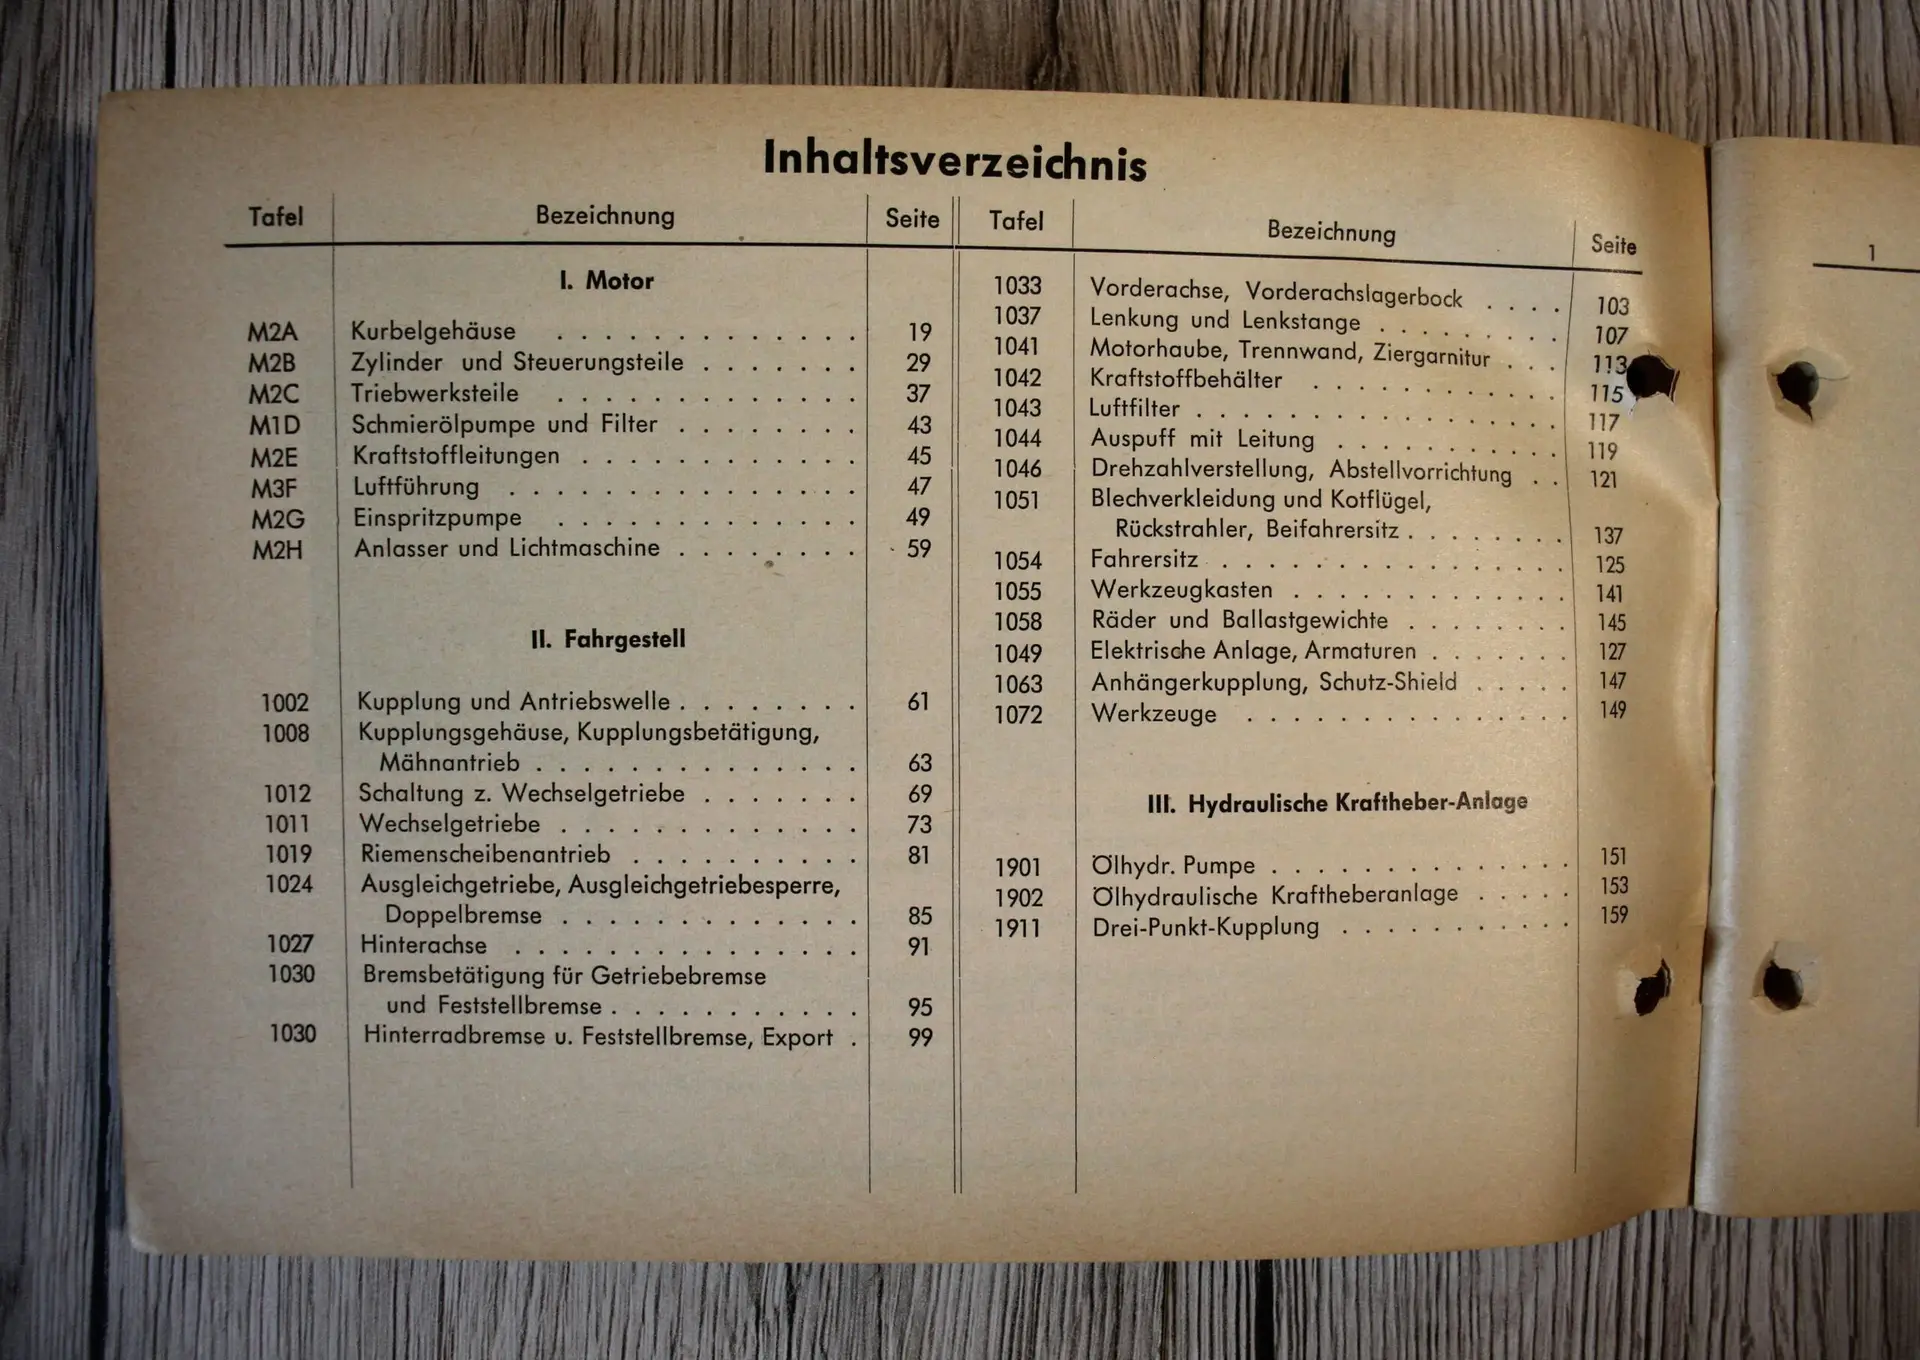 Inhaltsverzeichnis
Tafel Bezeichnung Seite
I. Motor
M2A Kurbelgehäuse . . . . . . . . . . . . . 19
M2B Zylinder und Steuerungsteile . . . . . . . 29
M2C Triebwerksteile . . . . . . . . . . . . . 37
M1D Schmierölpumpe und Filter . . . . . . . . 43
M2E Kraftstoffleitungen . . . . . . . . . . . . 45
M3F Luftführung . . . . . . . . . . . . . . . 47
M2G Einspritzpumpe . . . . . . . . . . . . . 49
M2H Anlasser und Lichtmaschine . . . . . . . . 59
II. Fahrgestell
1002 Kupplung und Antriebswelle . . . . . . . . 61
1008 Kupplungsgehäuse, Kupplungsbetätigung,
Mähnantrieb . . . . . . . . . . . . . . 63
1012 Schaltung z. Wechselgetriebe . . . . . . . 69
1011 Wechselgetriebe . . . . . . . . . . . . . 73
1019 Riemenscheibenantrieb . . . . . . . . . . 81
1024 Ausgleichgetriebe, Ausgleichgetriebesperre,
Doppelbremse . . . . . . . . . . . . . 85
1027 Hinterachse . . . . . . . . . . . . . . . 91
1030 Bremsbetätigung für Getriebebremse
und Feststellbremse . . . . . . . . . . . 95
1030 Hinterradbremse u. Feststellbremse, Export . 99
Tafel Bezeichnung Seite
1033 Vorderachse, Vorderachslagerbock . . . . 103
1037 Lenkung und Lenkstange . . . . . . . . . 107
1041 Motorhaube, Trennwand, Ziergarnitur . . . 113
1042 Kraftstoffbehälter . . . . . . . . . . . 115
1043 Luftfilter . . . . . . . . . . . . . . . . 117
1044 Auspuff mit Leitung . . . . . . . . . . 119
1046 Drehzahlverstellung, Abstellvorrichtung . . 121
1051 Blechverkleidung und Kotflügel,
Rückstrahler, Beifahrersitz . . . . . . . . 137
1054 Fahrersitz . . . . . . . . . . . . . . . 125
1055 Werkzeugkasten . . . . . . . . . . . . 141
1058 Räder und Ballastgewichte . . . . . . . . 145
1049 Elektrische Anlage, Armaturen . . . . . . . 127
1063 Anhängerkupplung, Schutz-Shield . . . . . 147
1072 Werkzeuge . . . . . . . . . . . . . . 149
III. Hydraulische Kraftheber-Anlage
1901 Ölhydr. Pumpe . . . . . . . . . . . . . 151
1902 Ölhydraulische Kraftheberanlage . . . . . 153
1911 Drei-Punkt-Kupplung . . . . . . . . . . . 159
1